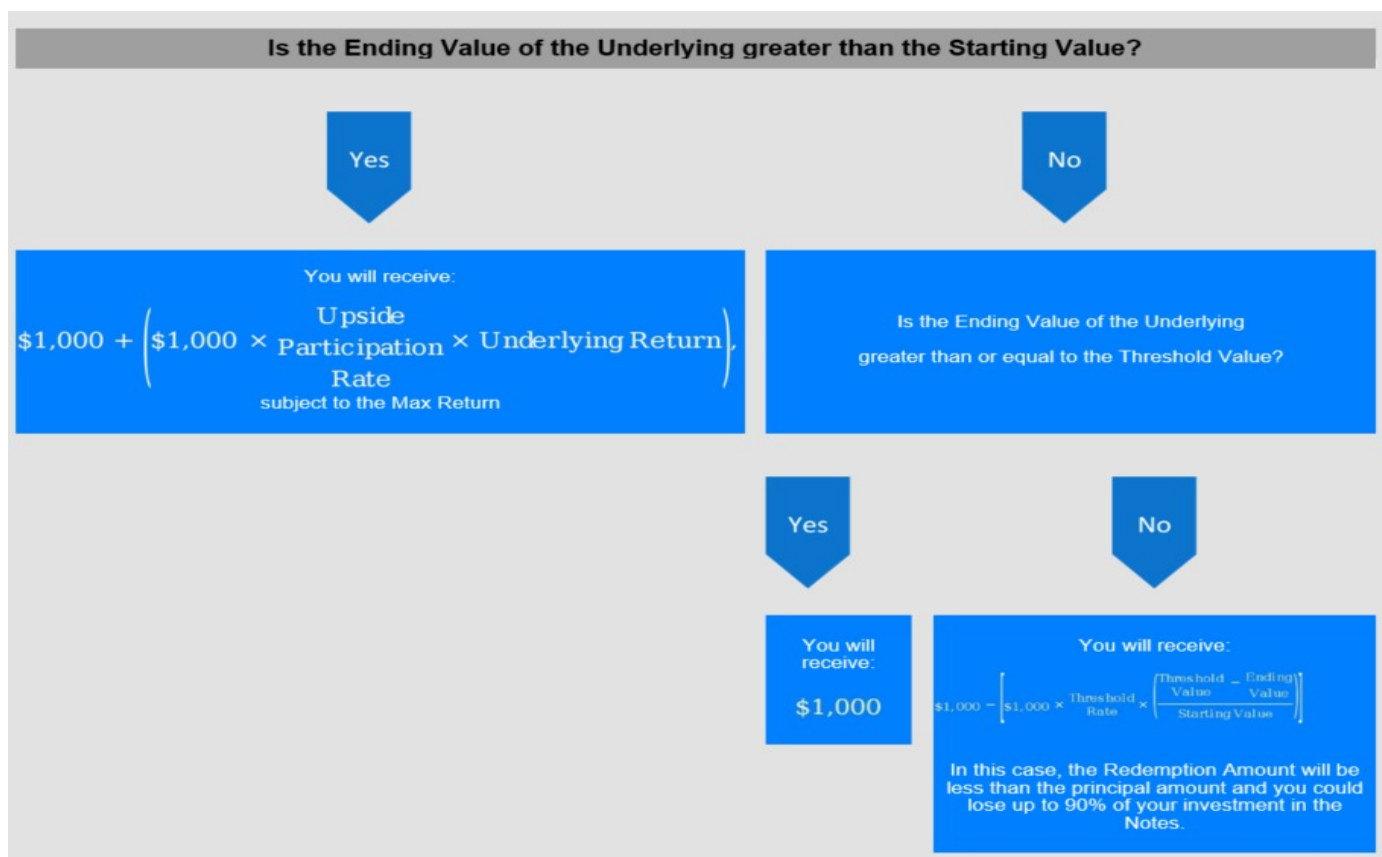 Is the Ending Value of the Underlying greater than the Starting Value?
Yes
No
You will receive:
$1,000 + ($1,000 × Upside Participation Rate × Underlying Return),
subject to the Max Return
Is the Ending Value of the Underlying
greater than or equal to the Threshold Value?
Yes
No
You will
receive:
$1,000
You will receive:
$1,000 − [$1,000 × Threshold Rate × ((Threshold Value − Ending Value) / Starting Value)]
In this case, the Redemption Amount will be
less than the principal amount and you could
lose up to 90% of your investment in the
Notes.